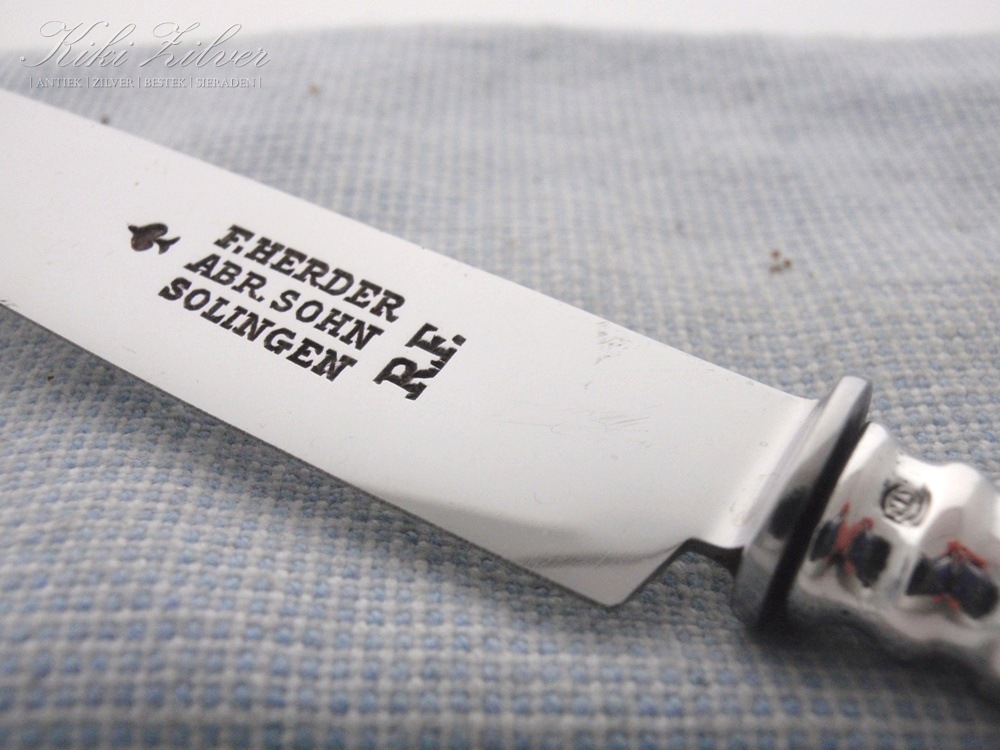 Kiki Zilver
| ANTIEK | ZILVER | BESTEK | SIERADEN |
F. HERDER
ABR. SOHN
SOLINGEN
R.E.